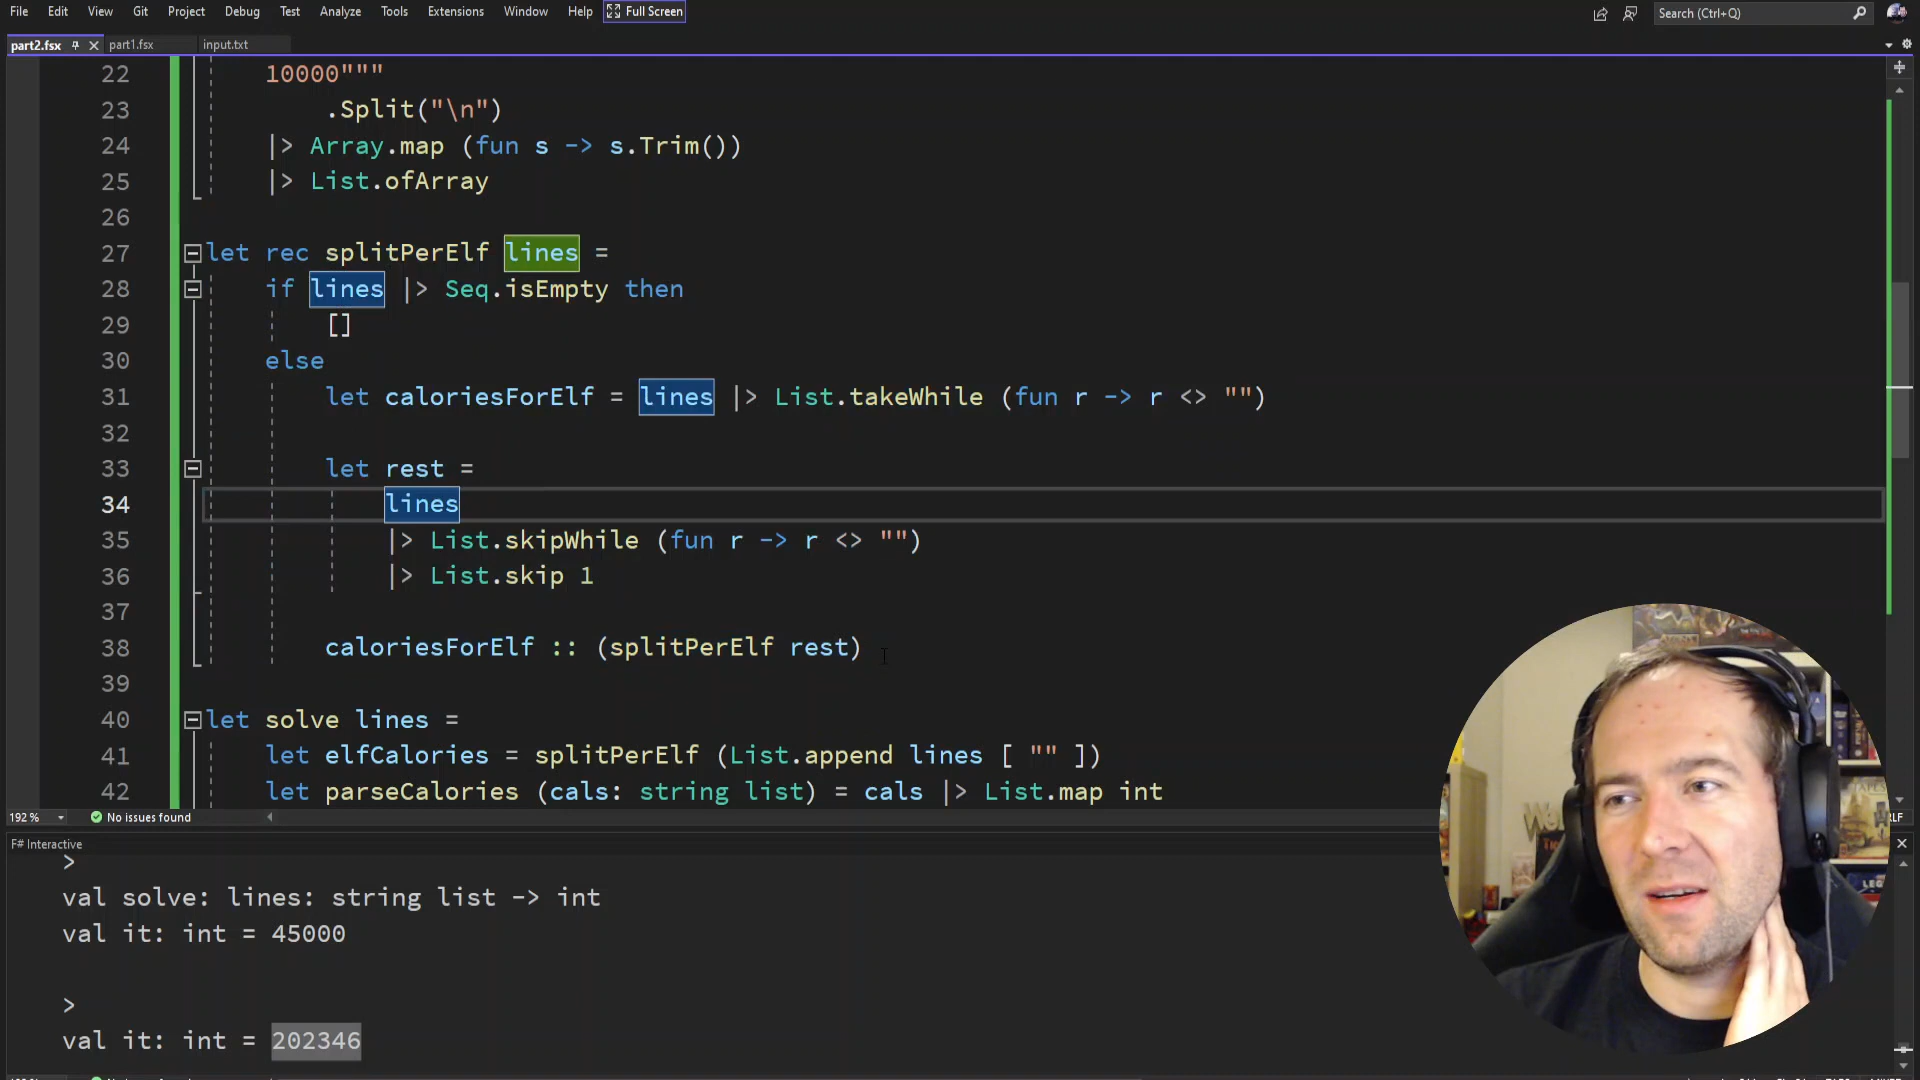 File Edit View Git Project Debug Test Analyze Tools Extensions Window Help Full Screen Search (Ctrl+Q)
part2.fsx part1.fsx input.txt
22 10000"""
23 .Split("\n")
24 |> Array.map (fun s -> s.Trim())
25 |> List.ofArray
26
27 let rec splitPerElf lines =
28 if lines |> Seq.isEmpty then
29 []
30 else
31 let caloriesForElf = lines |> List.takeWhile (fun r -> r <> "")
32
33 let rest =
34 lines
35 |> List.skipWhile (fun r -> r <> "")
36 |> List.skip 1
37
38 caloriesForElf :: (splitPerElf rest)
39
40 let solve lines =
41 let elfCalories = splitPerElf (List.append lines [ "" ])
42 let parseCalories (cals: string list) = cals |> List.map int
192 % No issues found
F# Interactive
>
val solve: lines: string list -> int
val it: int = 45000
>
val it: int = 202346